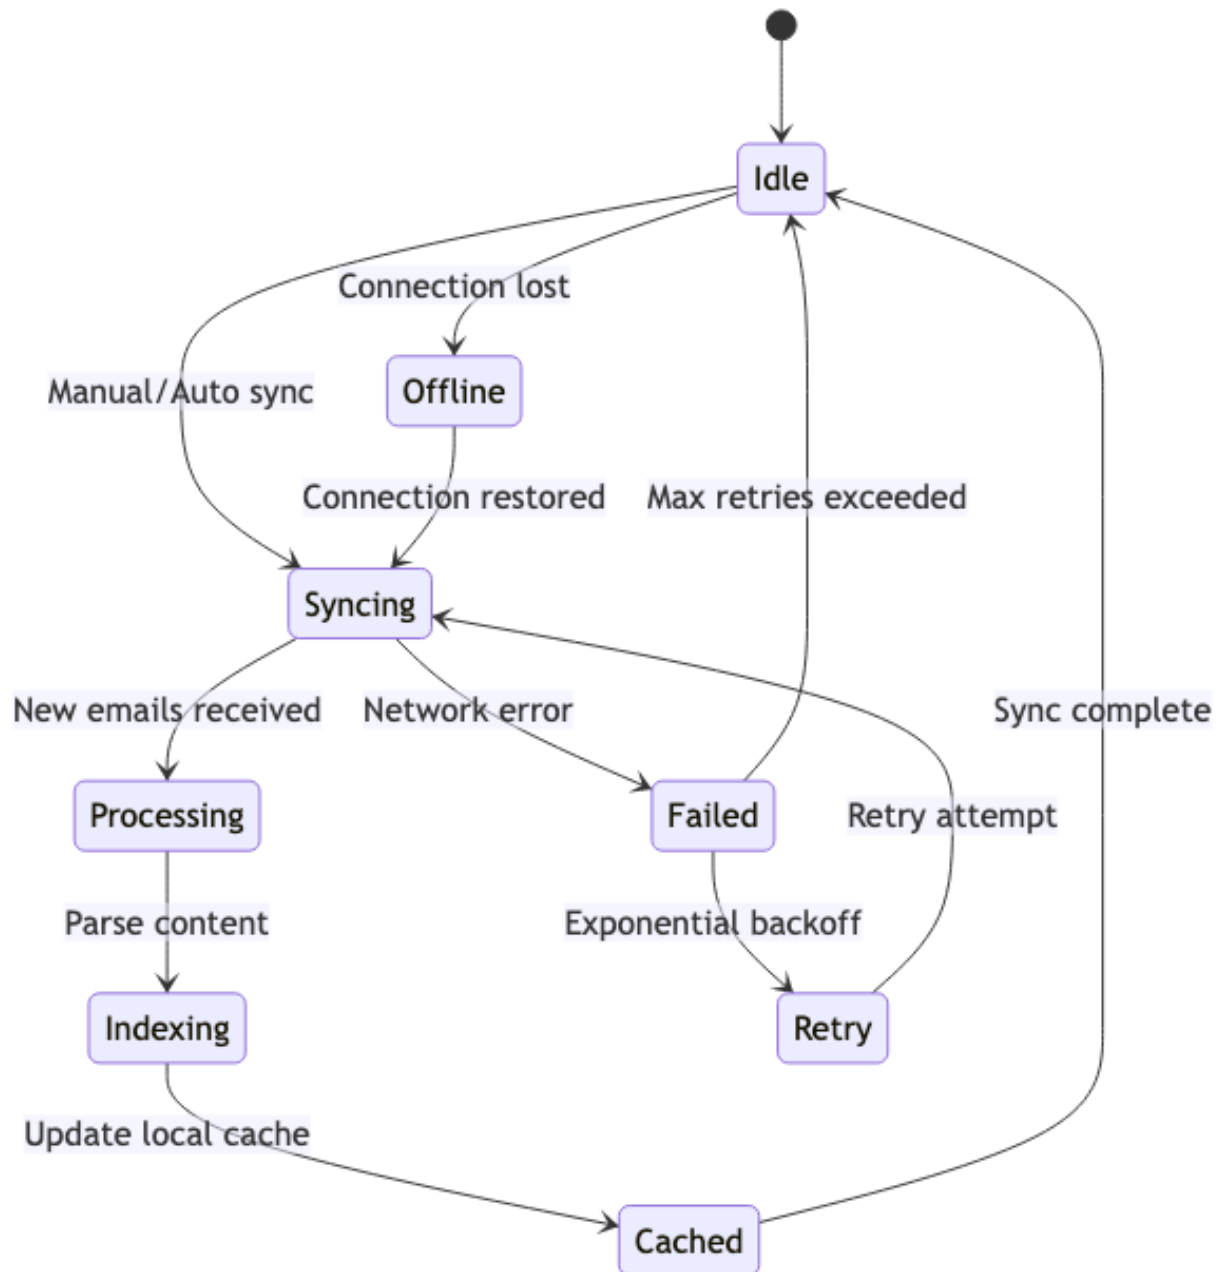 Idle
Connection lost
Manual/Auto sync
Offline
Connection restored
Max retries exceeded
Syncing
New emails received
Network error
Sync complete
Processing
Failed
Retry attempt
Parse content
Exponential backoff
Indexing
Retry
Update local cache
Cached